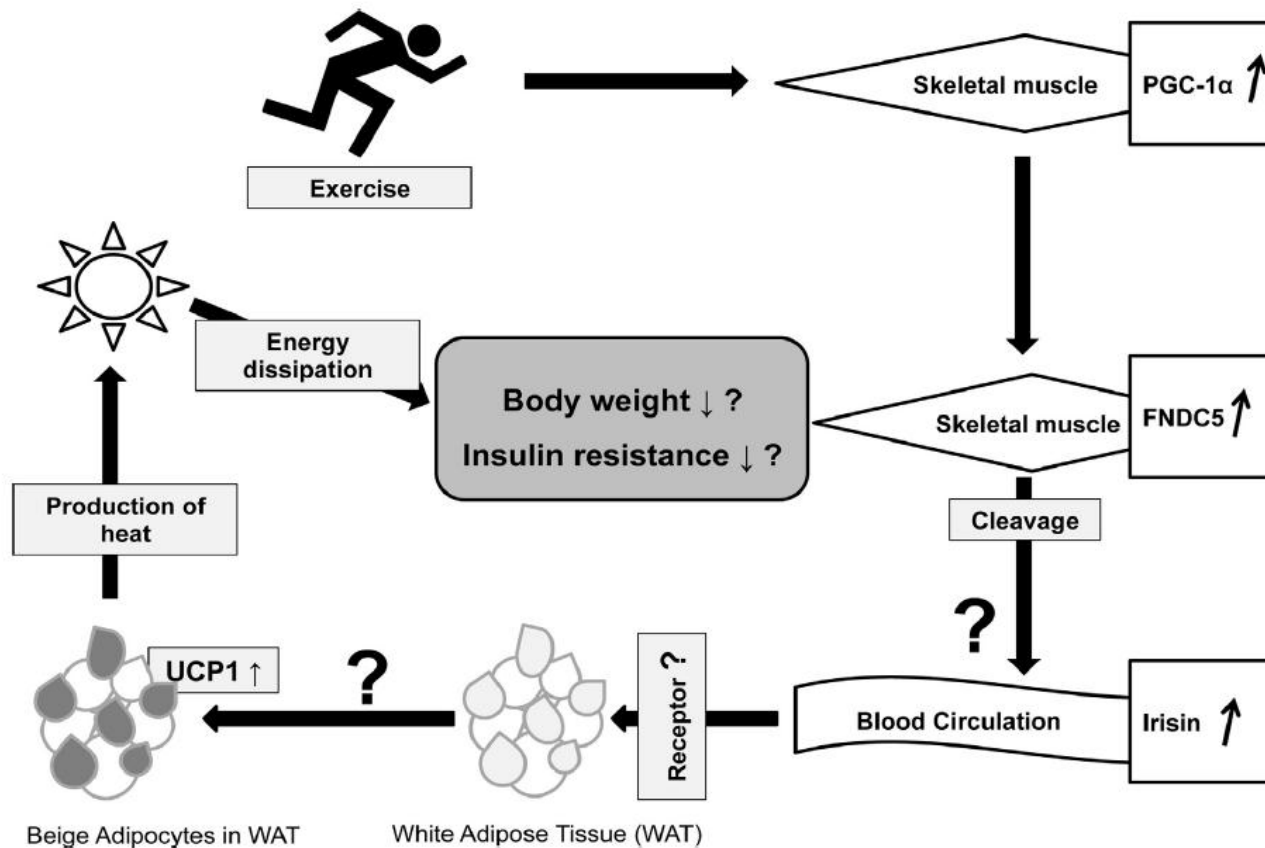 Exercise
Skeletal muscle
PGC-1α ↑
Energy
dissipation
Body weight ↓ ?
Insulin resistance ↓ ?
Skeletal muscle
FNDC5 ↑
Cleavage
?
Production of
heat
UCP1 ↑
?
Receptor ?
Blood Circulation
Irisin ↑
Beige Adipocytes in WAT
White Adipose Tissue (WAT)